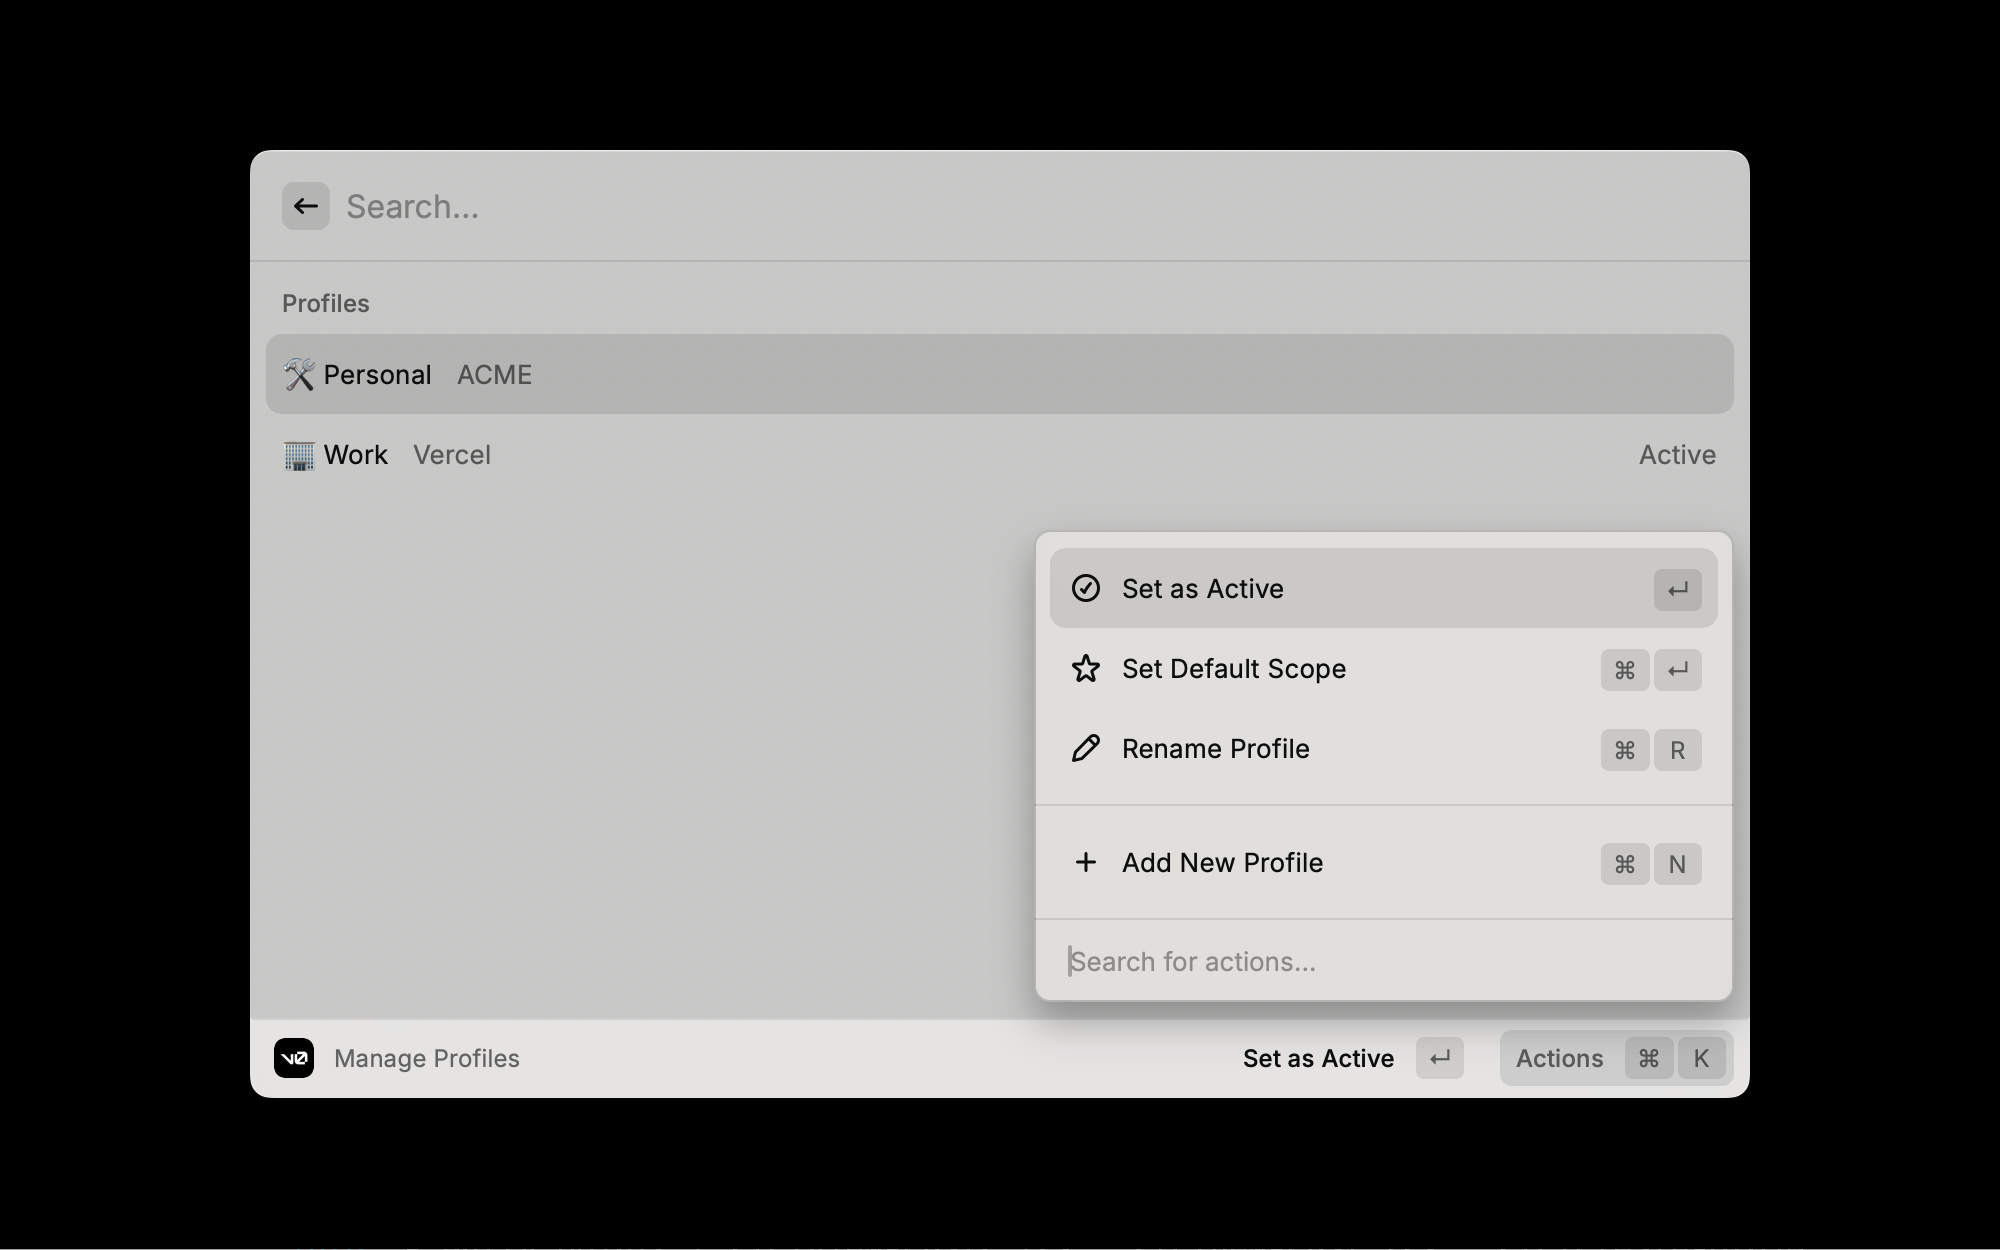 Search...
Profiles
Personal ACME
Work Vercel Active
Set as Active ↵
Set Default Scope ⌘ ↵
Rename Profile ⌘ R
Add New Profile ⌘ N
Search for actions...
v0 Manage Profiles Set as Active ↵ Actions ⌘ K